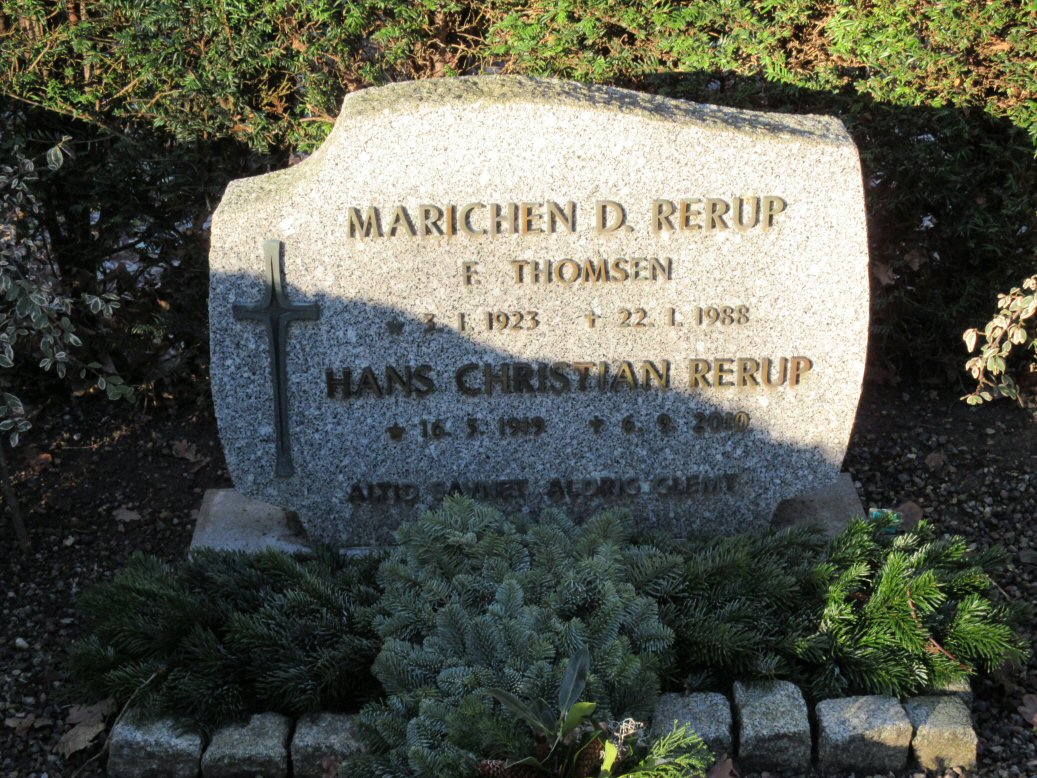 MARICHEN D. RERUP
F. THOMSEN
★ 3. 1. 1923 ✝ 22. 1. 1988
HANS CHRISTIAN RERUP
★ 16. 5. 1919 ✝ 6. 9. 2010
ALTID SAVNET ALDRIG GLEMT